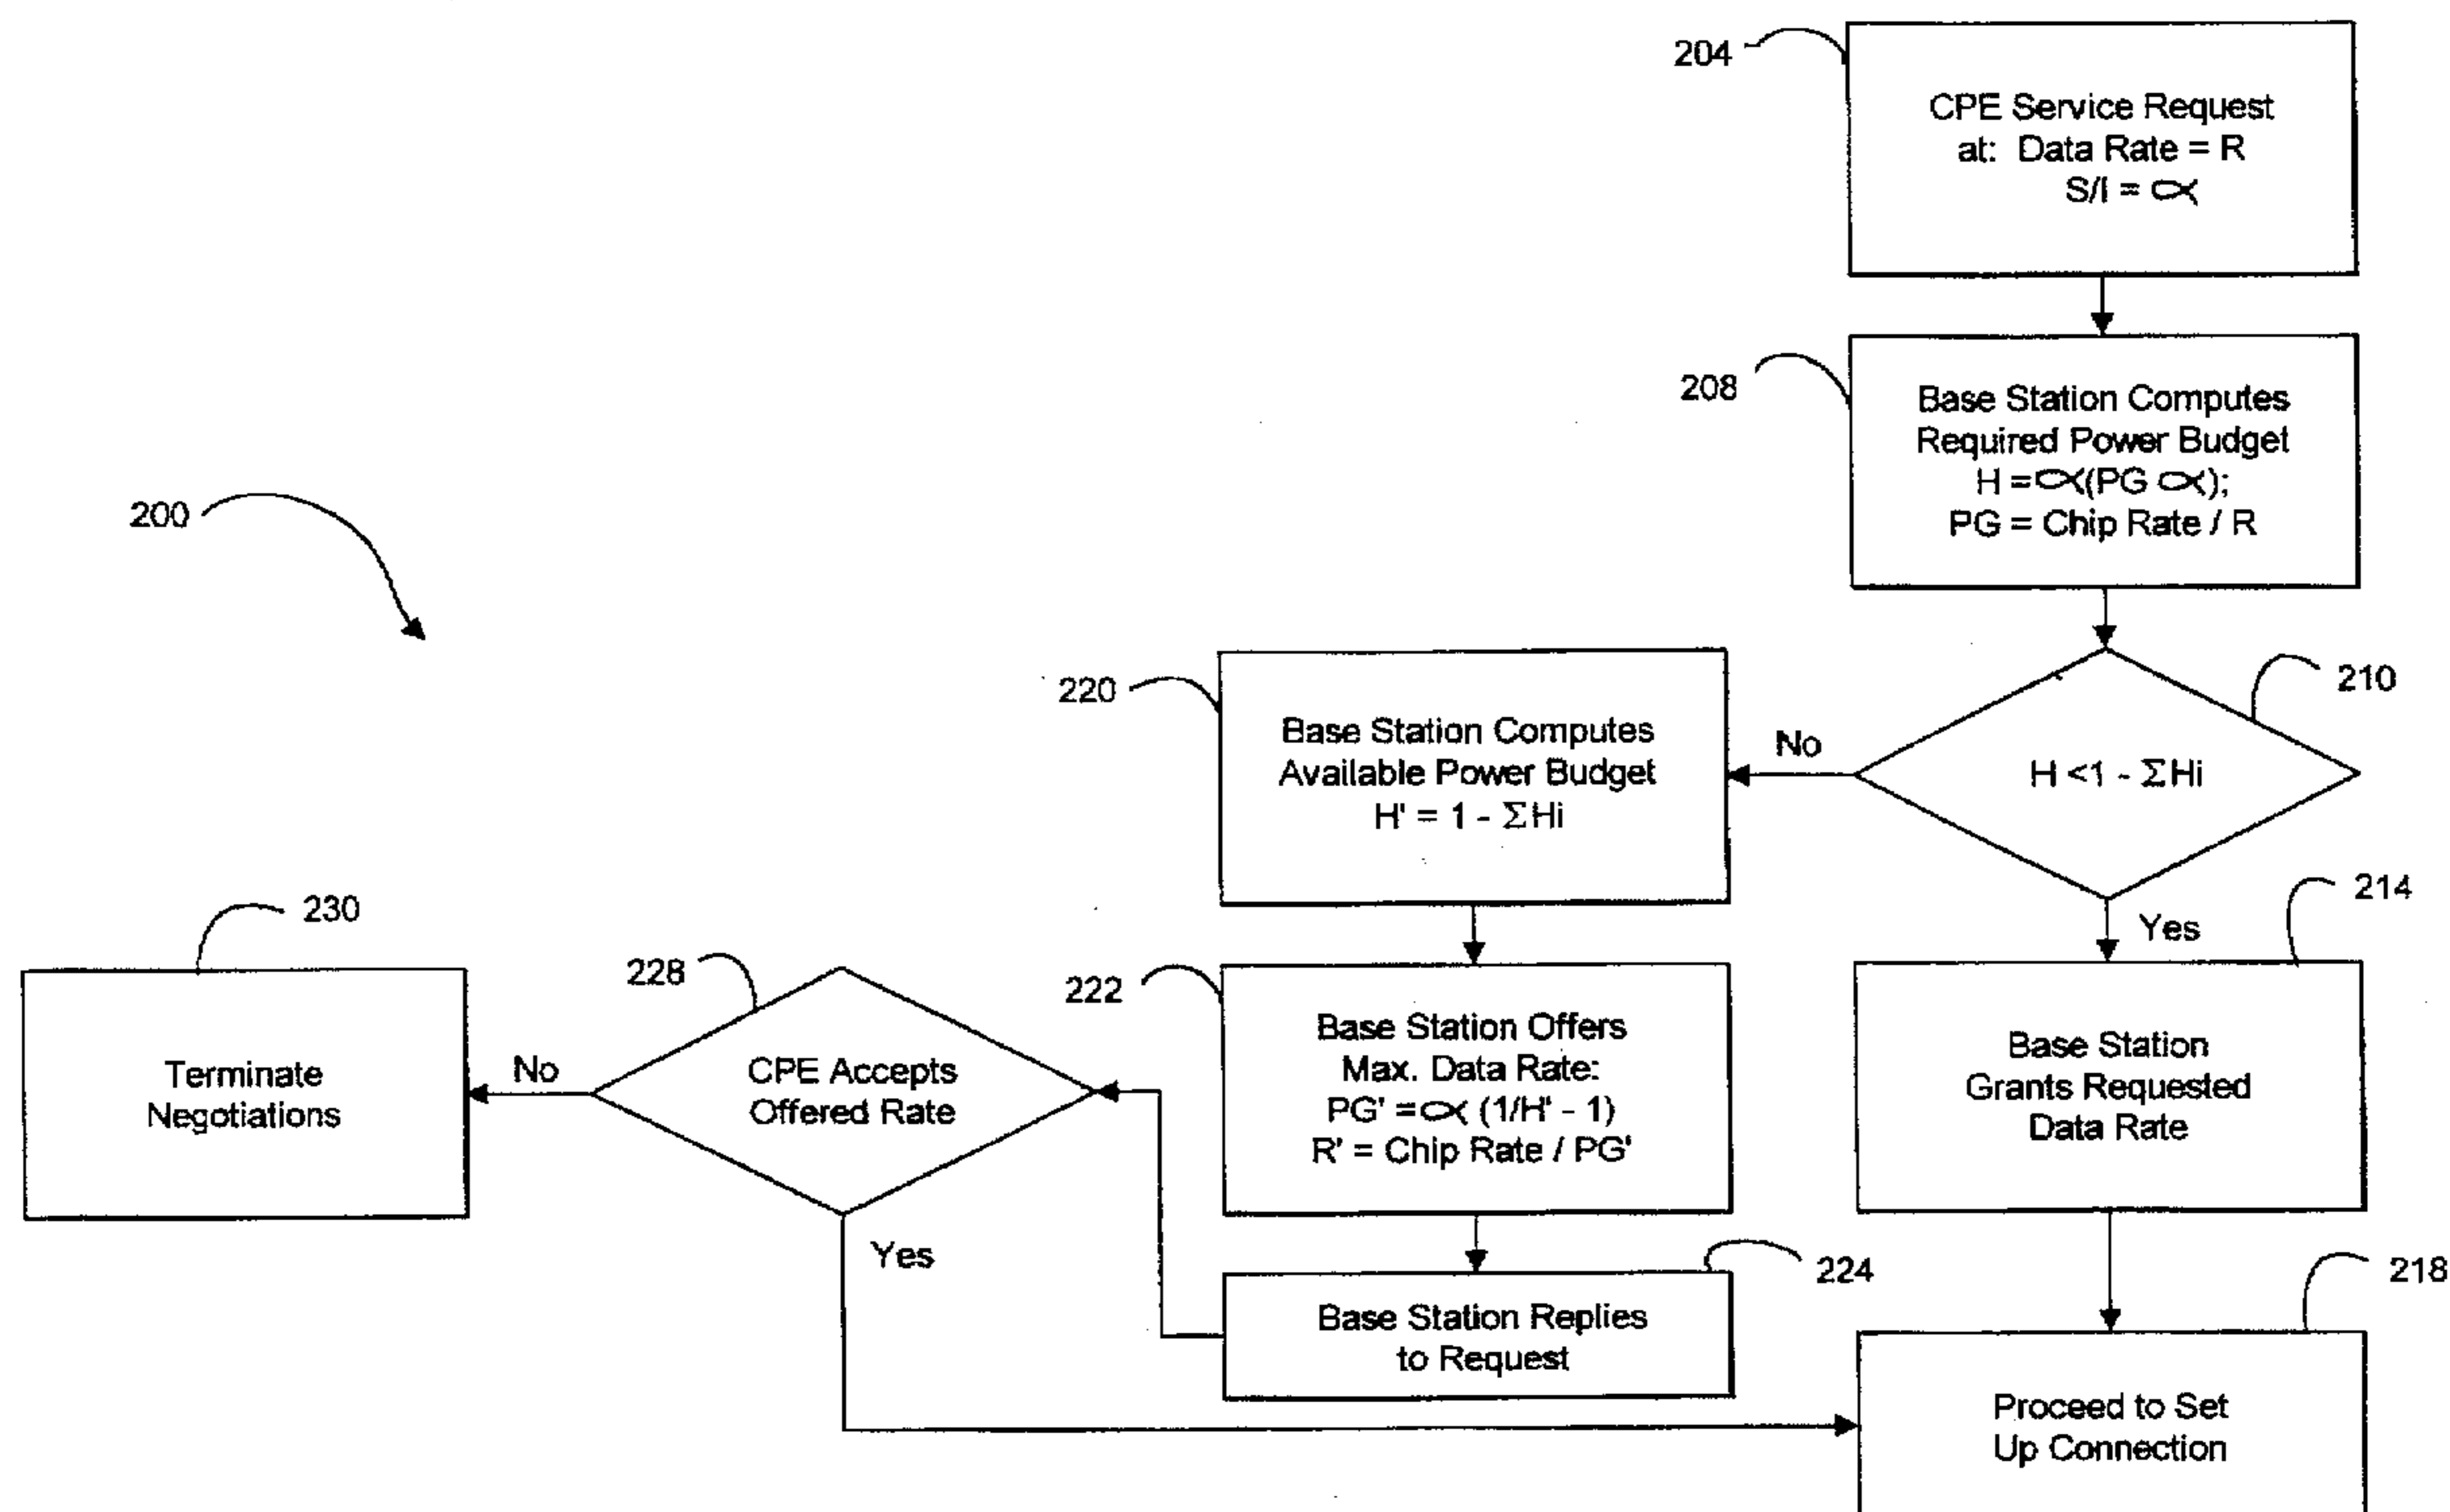 204
CPE Service Request
at: Data Rate = R
S/I = ∝
208
Base Station Computes
Required Power Budget
H =∝(PG ∝);
PG = Chip Rate / R
200
210
H <1 - ΣHi
No
Yes
220
Base Station Computes
Available Power Budget
H' = 1 - ΣHi
214
Base Station
Grants Requested
Data Rate
222
Base Station Offers
Max. Data Rate:
PG' =∝ (1/H' - 1)
R' = Chip Rate / PG'
224
Base Station Replies
to Request
228
CPE Accepts
Offered Rate
No
Yes
230
Terminate
Negotiations
218
Proceed to Set
Up Connection